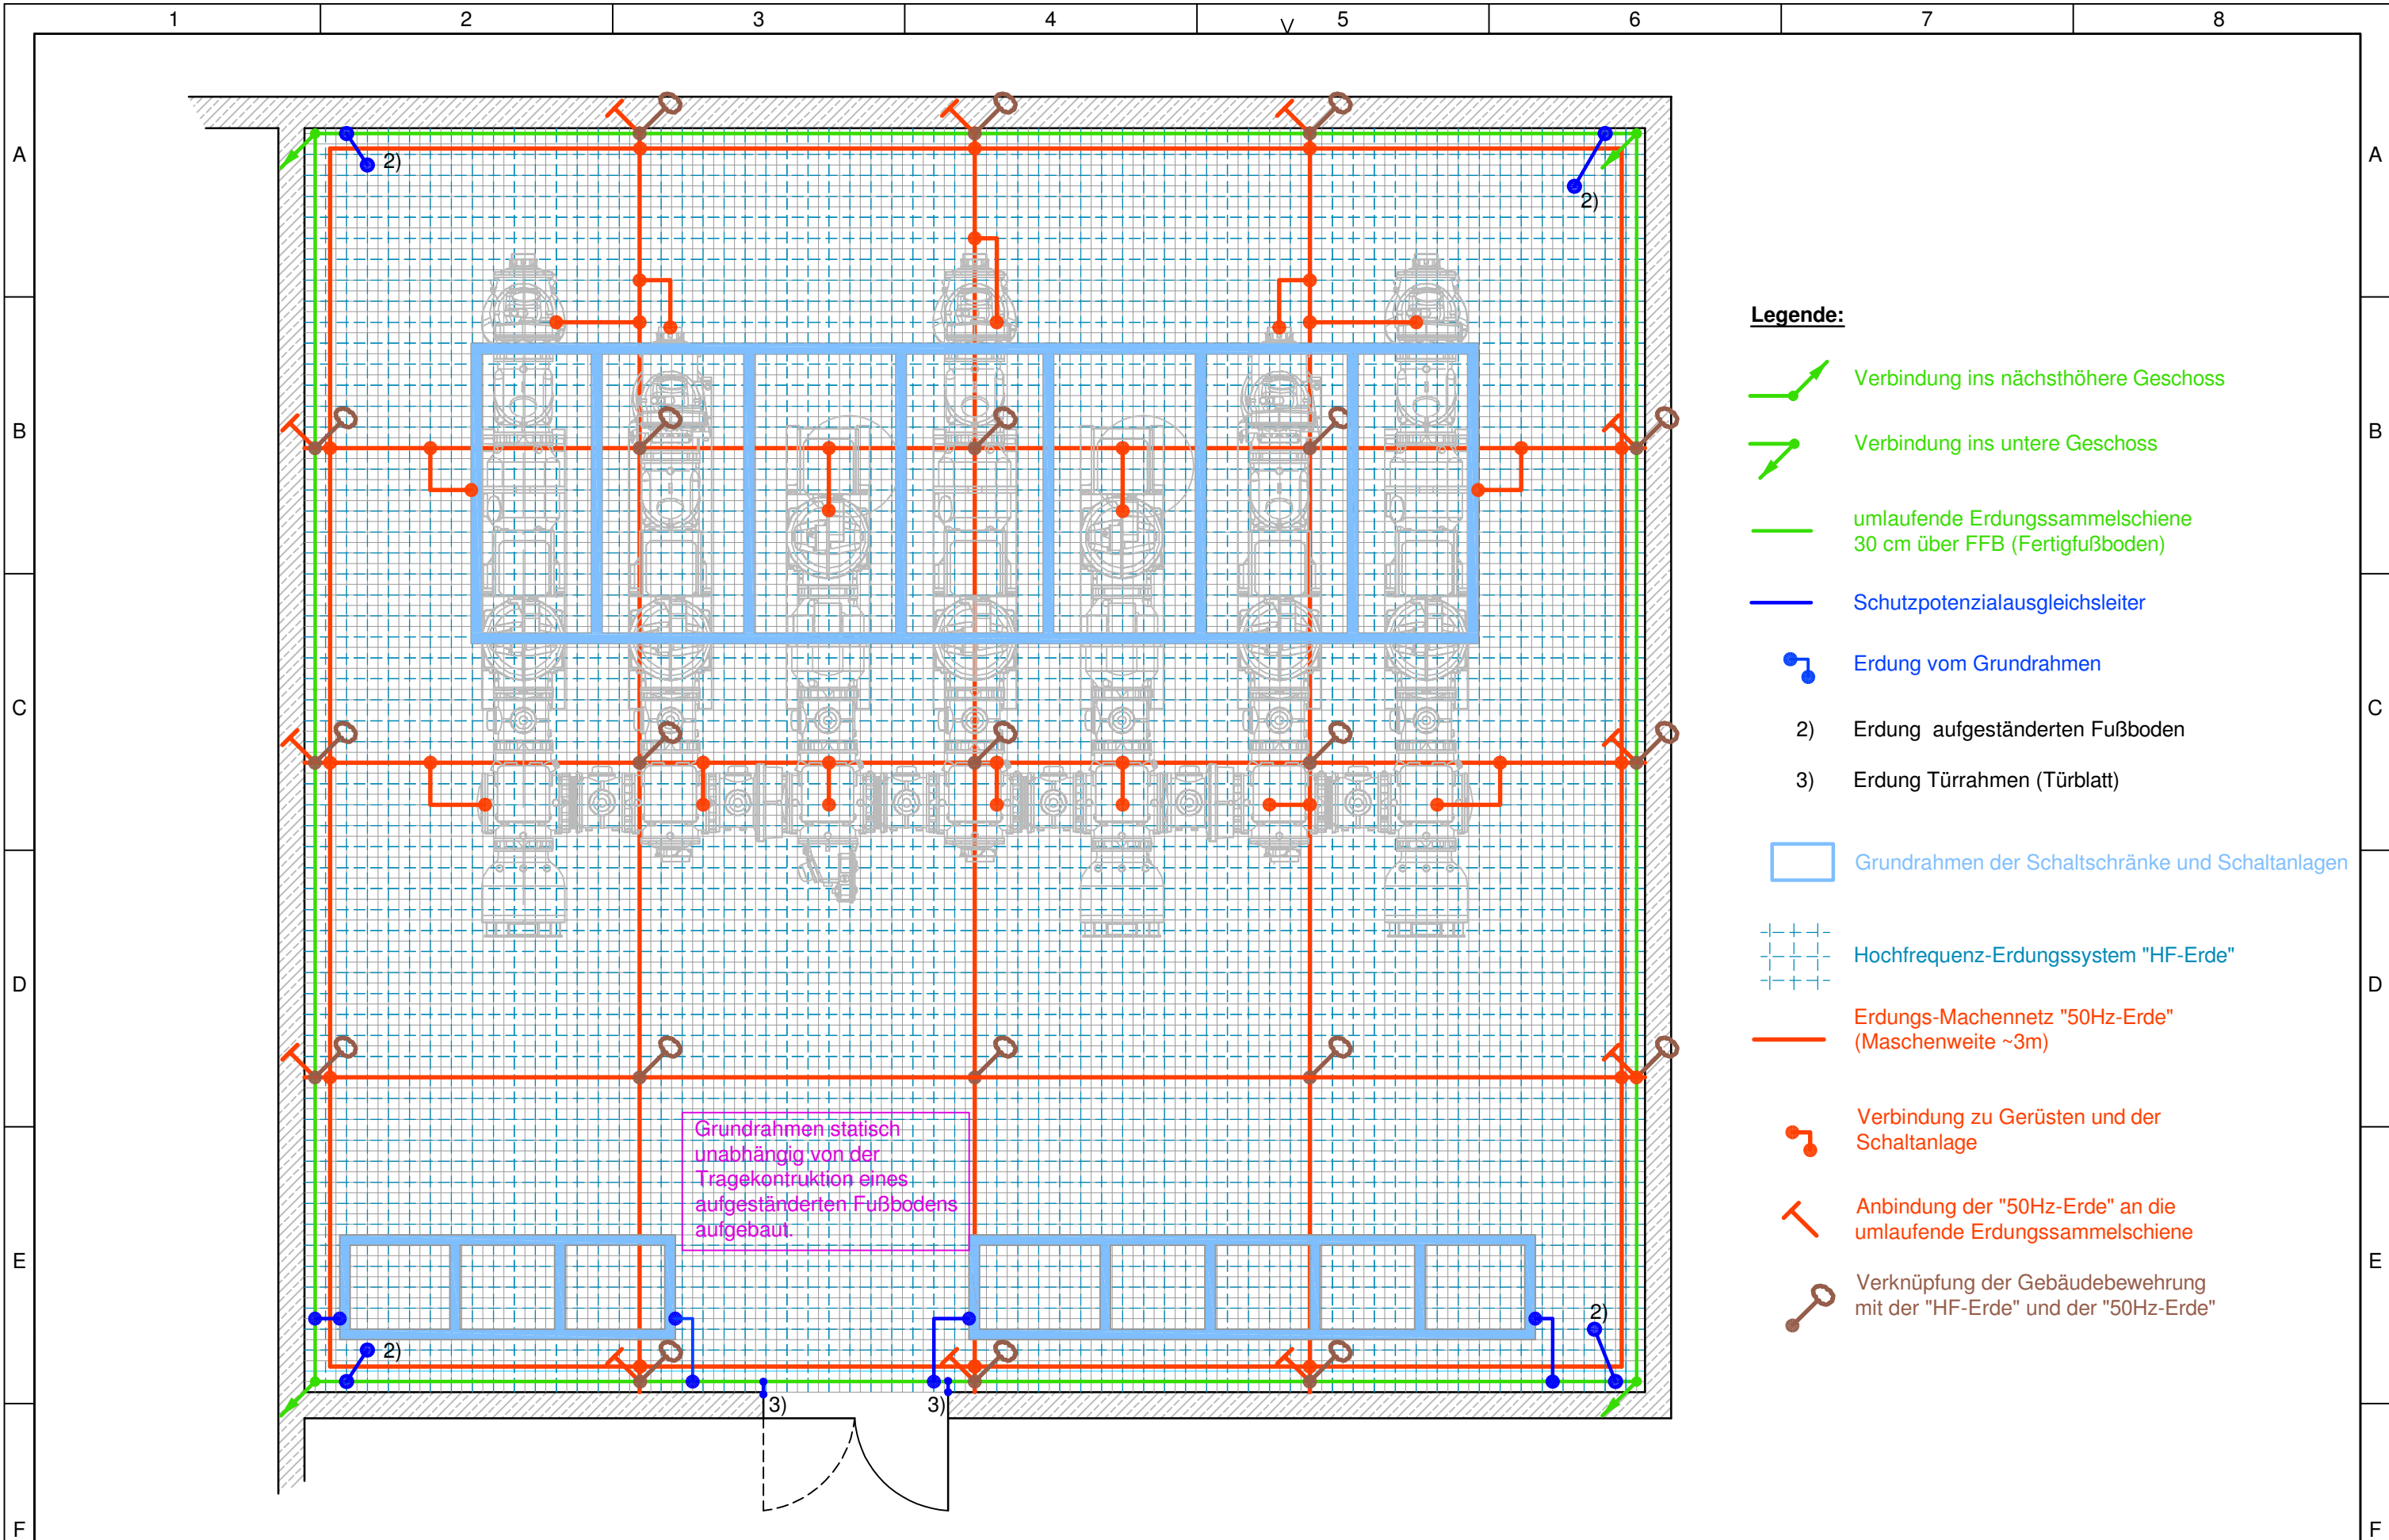 1 2 3 4 5 6 7 8
A A
2)
2)
B B
C C
D D
E E
F F
Grundrahmen statisch
unabhängig von der
Tragekontruktion eines
aufgeständerten Fußbodens
aufgebaut.
2)
2)
3)
3)
Legende:
Verbindung ins nächsthöhere Geschoss
Verbindung ins untere Geschoss
umlaufende Erdungssammelschiene
30 cm über FFB (Fertigfußboden)
Schutzpotenzialausgleichsleiter
Erdung vom Grundrahmen
2) Erdung aufgeständerten Fußboden
3) Erdung Türrahmen (Türblatt)
Grundrahmen der Schaltschränke und Schaltanlagen
Hochfrequenz-Erdungssystem "HF-Erde"
Erdungs-Machennetz "50Hz-Erde"
(Maschenweite ~3m)
Verbindung zu Gerüsten und der
Schaltanlage
Anbindung der "50Hz-Erde" an die
umlaufende Erdungssammelschiene
Verknüpfung der Gebäudebewehrung
mit der "HF-Erde" und der "50Hz-Erde"